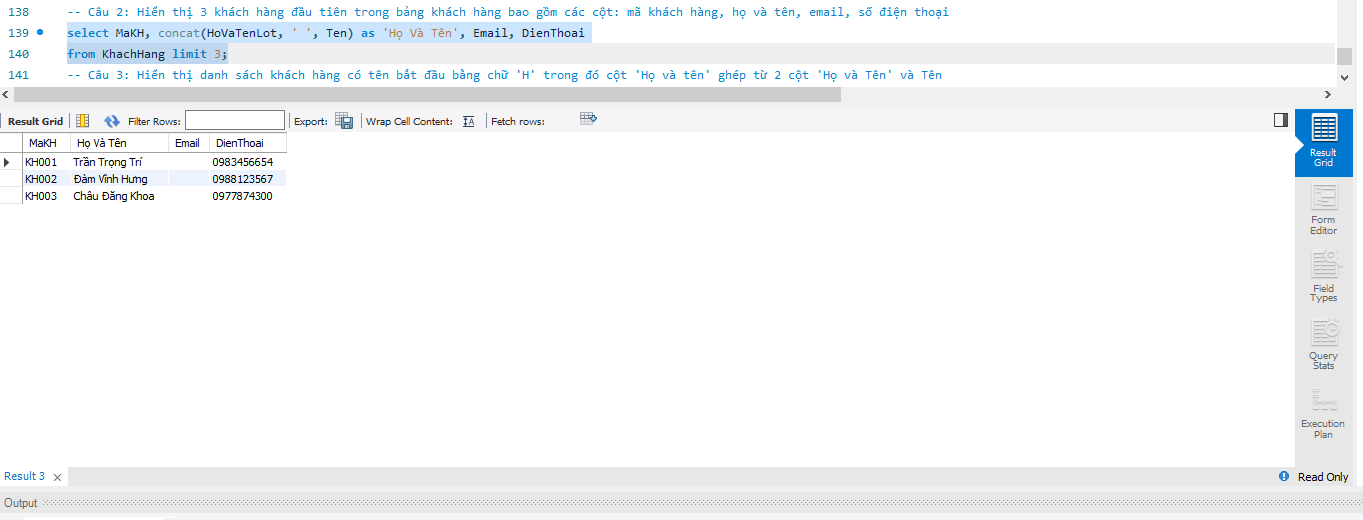 138 -- Câu 2: Hiển thị 3 khách hàng đầu tiên trong bảng khách hàng bao gồm các cột: mã khách hàng, họ và tên, email, số điện thoại
139 select MaKH, concat(HoVaTenLot, ' ', Ten) as 'Họ Và Tên', Email, DienThoai
140 from KhachHang limit 3;
141 -- Câu 3: Hiển thị danh sách khách hàng có tên bắt đầu bằng chữ 'H' trong đó cột 'Họ và tên' ghép từ 2 cột 'Họ và Tên' và Tên
Result Grid Filter Rows: Export: Wrap Cell Content: IA Fetch rows:
MaKH Họ Và Tên Email DienThoai
KH001 Trần Trọng Trí 0983456654
KH002 Đàm Vĩnh Hưng 0988123567
KH003 Châu Đăng Khoa 0977874300
Result
Grid
Form
Editor
Field
Types
Query
Stats
Execution
Plan
Result 3 Read Only
Output